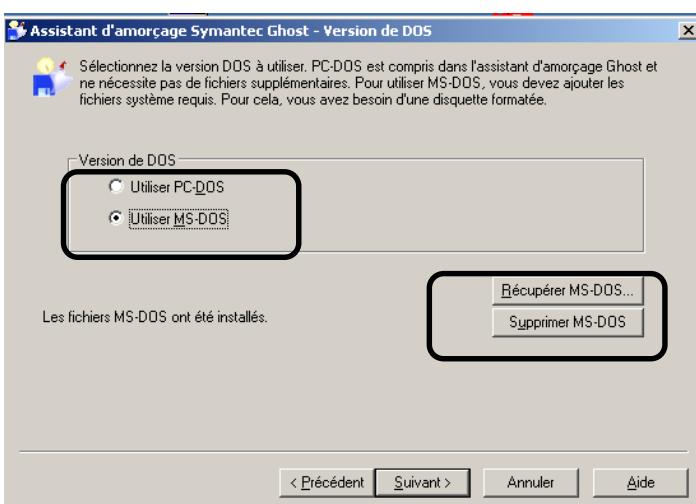 Assistant d'amorçage Symantec Ghost - Version de DOS
Sélectionnez la version DOS à utiliser. PC-DOS est compris dans l'assistant d'amorçage Ghost et
ne nécessite pas de fichiers supplémentaires. Pour utiliser MS-DOS, vous devez ajouter les
fichiers système requis. Pour cela, vous avez besoin d'une disquette formatée.
Version de DOS
Utiliser PC-DOS
Utiliser MS-DOS
Récupérer MS-DOS...
Les fichiers MS-DOS ont été installés.
Supprimer MS-DOS
< Précédent
Suivant >
Annuler
Aide